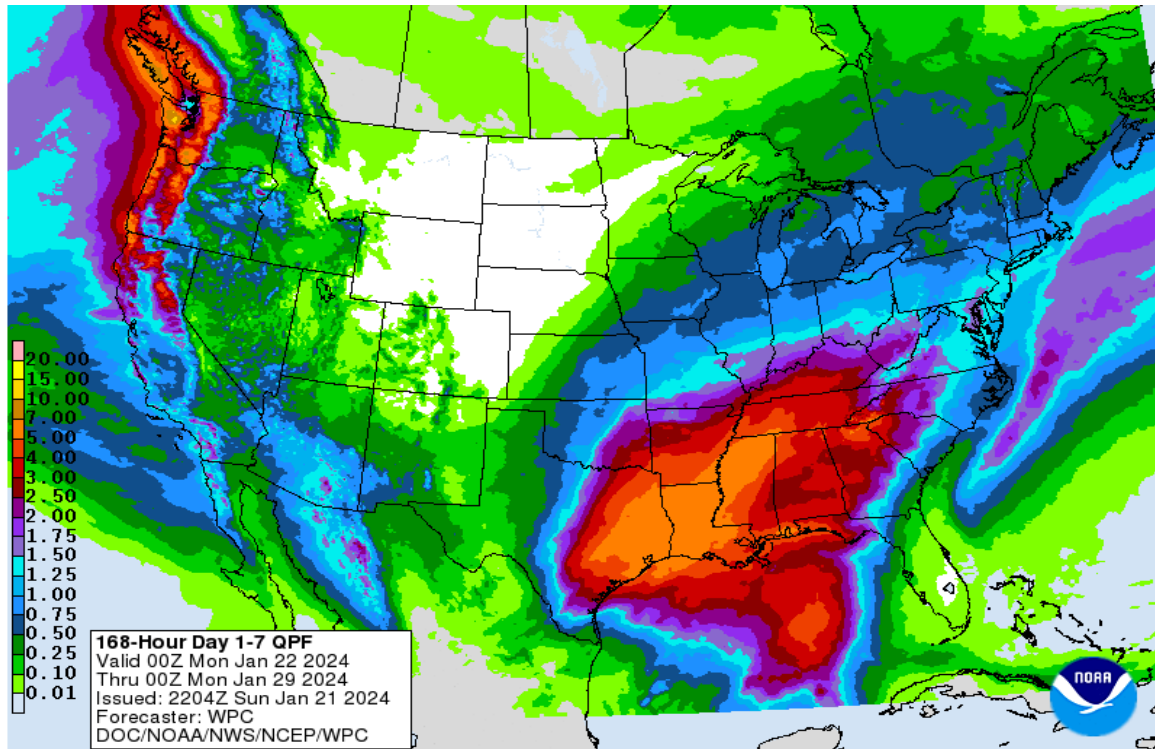 20.00
15.00
10.00
7.00
5.00
4.00
3.00
2.50
2.00
1.75
1.50
1.25
1.00
0.75
0.50
0.25
0.10
0.01
168-Hour Day 1-7 QPF
Valid 00Z Mon Jan 22 2024
Thru 00Z Mon Jan 29 2024
Issued: 2204Z Sun Jan 21 2024
Forecaster: WPC
DOC/NOAA/NWS/NCEP/WPC
NOAA